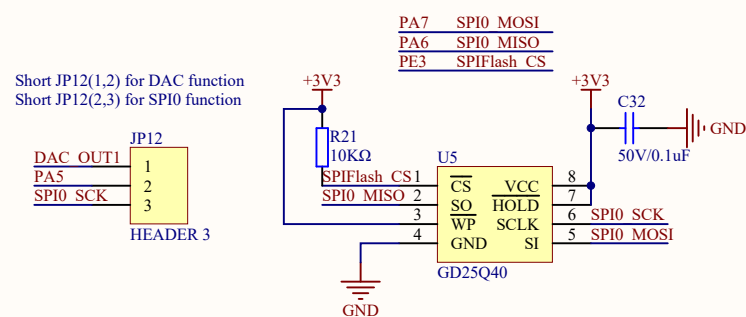 PA7 SPI0_MOSI
PA6 SPI0_MISO
PE3 SPIFlash_CS
Short JP12(1,2) for DAC function
Short JP12(2,3) for SPI0 function
+3V3
+3V3
C32
GND
50V/0.1uF
JP12
DAC_OUT1 1
PA5 2
SPI0_SCK 3
HEADER 3
R21
10KΩ
U5
SPIFlash_CS 1 CS VCC 8
SPI0_MISO 2 SO HOLD 7
3 WP SCLK 6 SPI0_SCK
4 GND SI 5 SPI0_MOSI
GD25Q40
GND